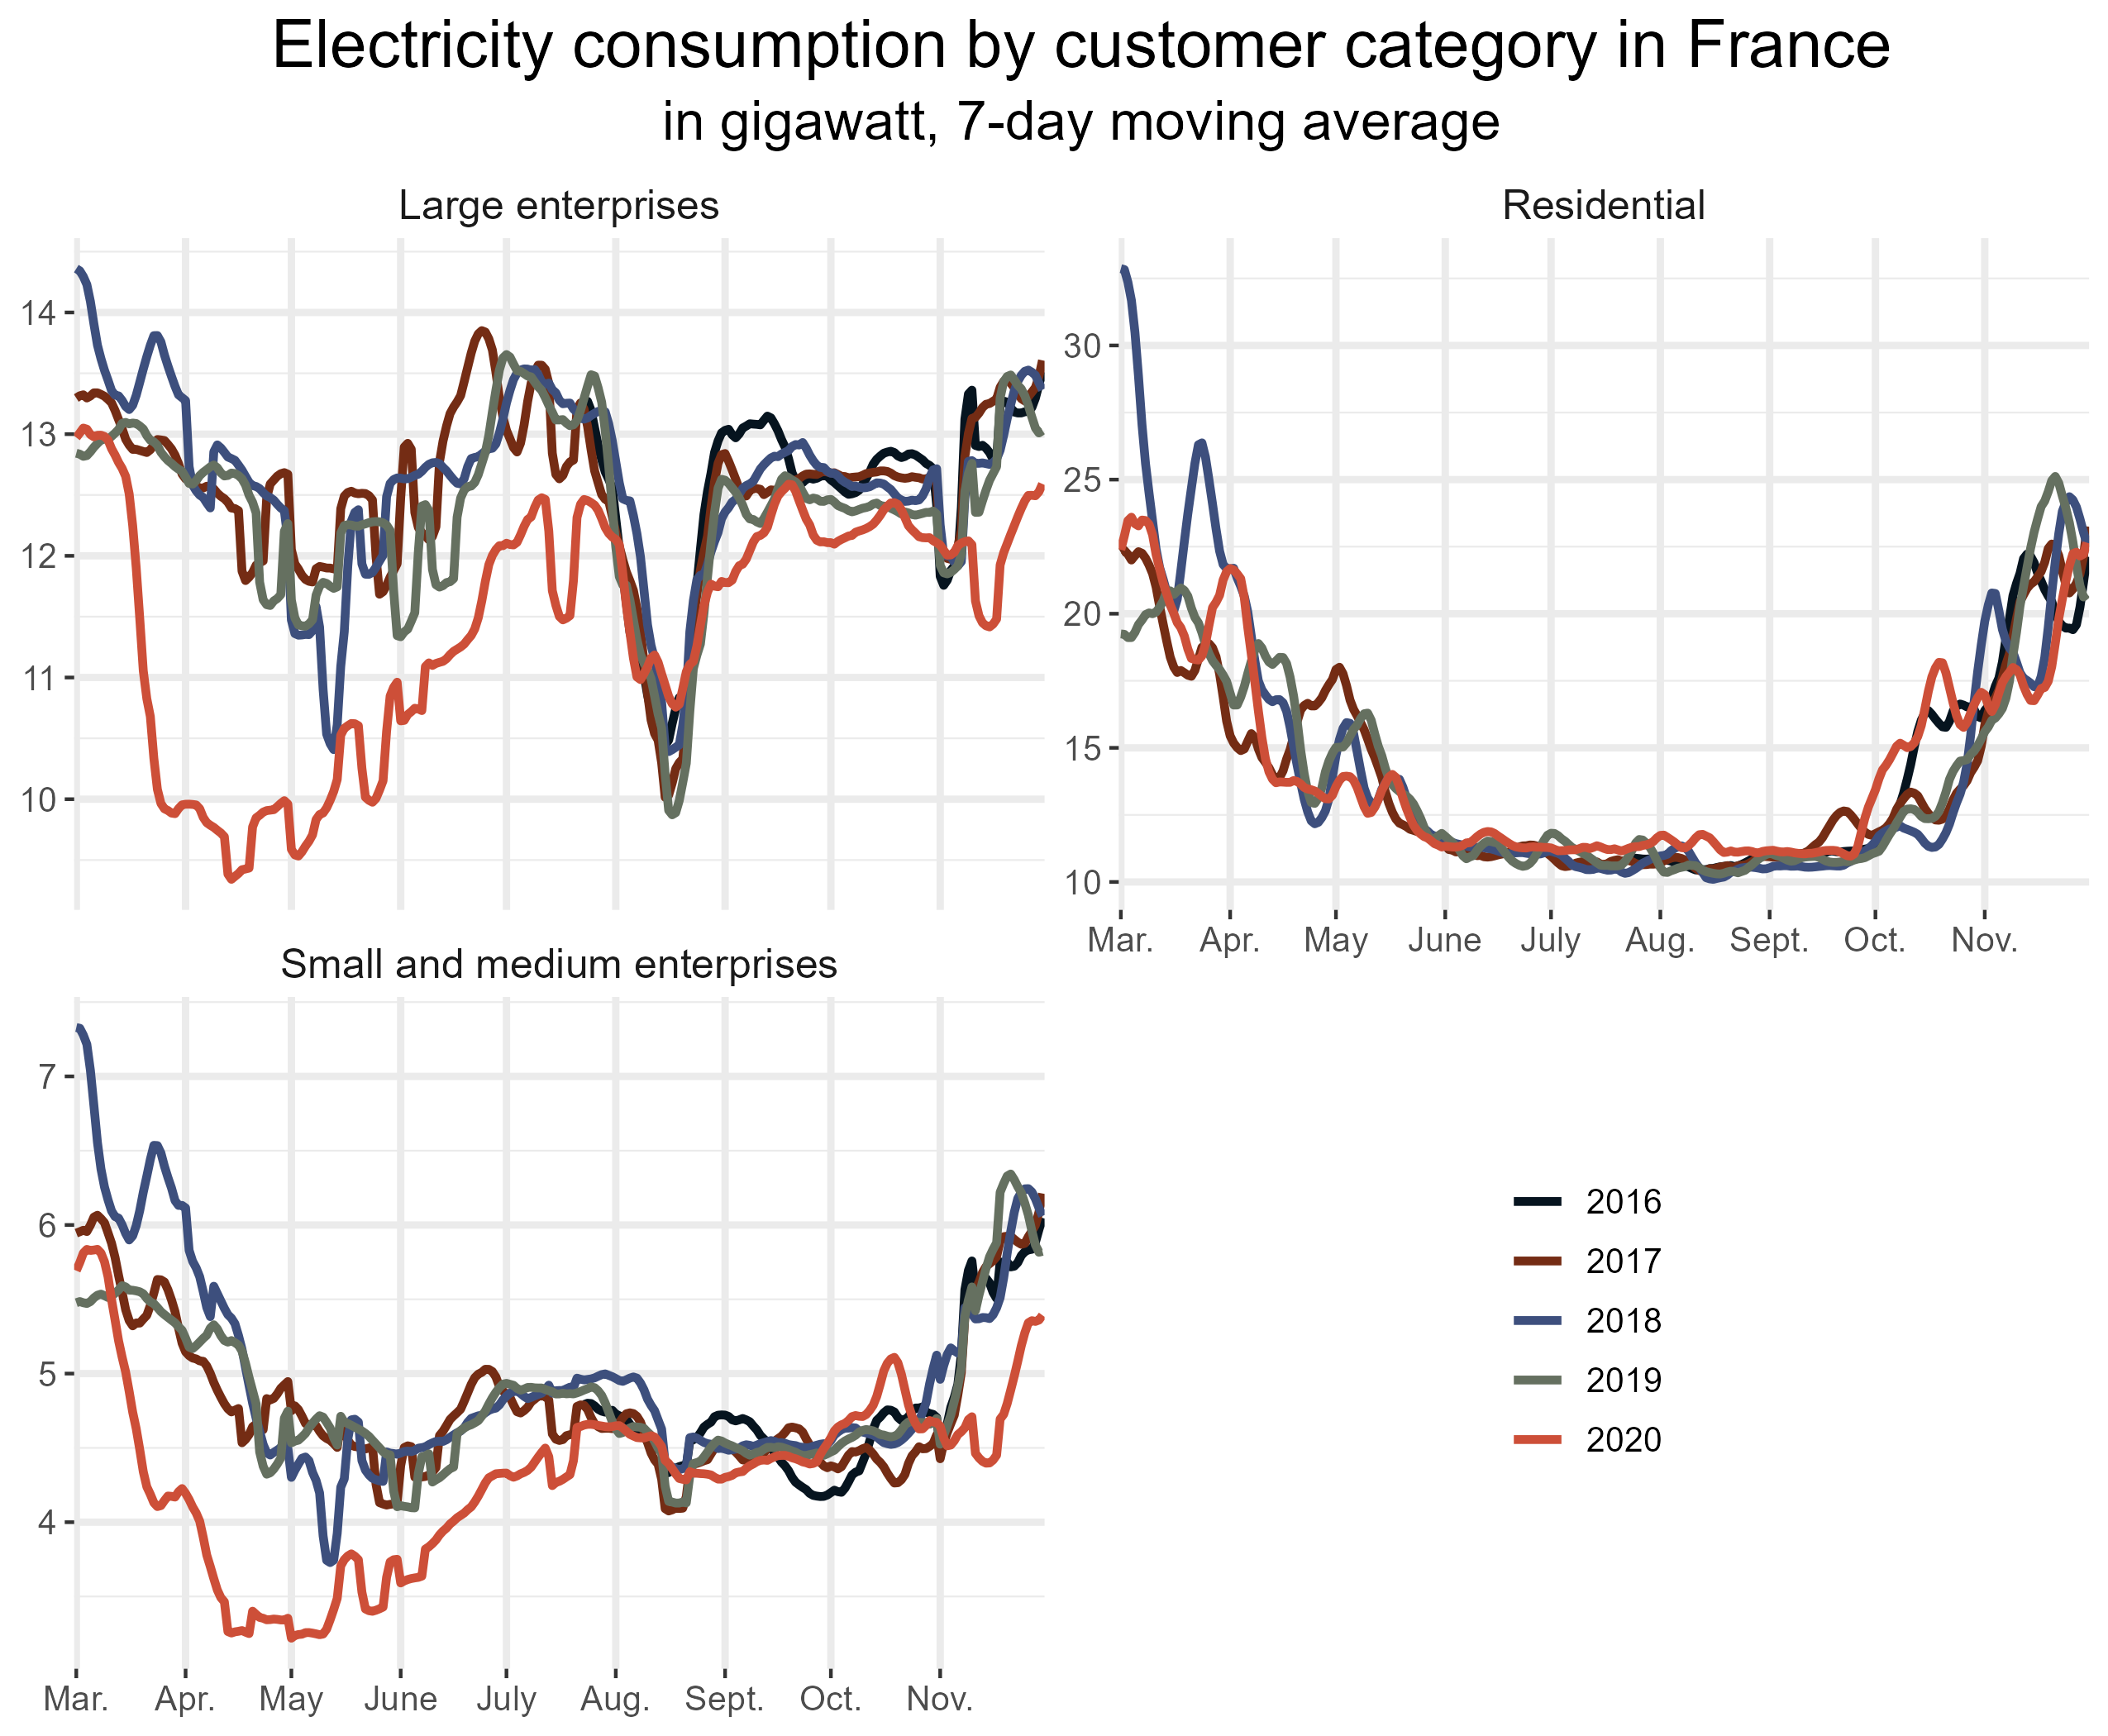 Electricity consumption by customer category in France
in gigawatt, 7-day moving average
Large enterprises
14
13
12
11
10
Residential
30
25
20
15
10
Mar. Apr. May June July Aug. Sept. Oct. Nov.
Small and medium enterprises
7
6
5
4
Mar. Apr. May June July Aug. Sept. Oct. Nov.
2016
2017
2018
2019
2020